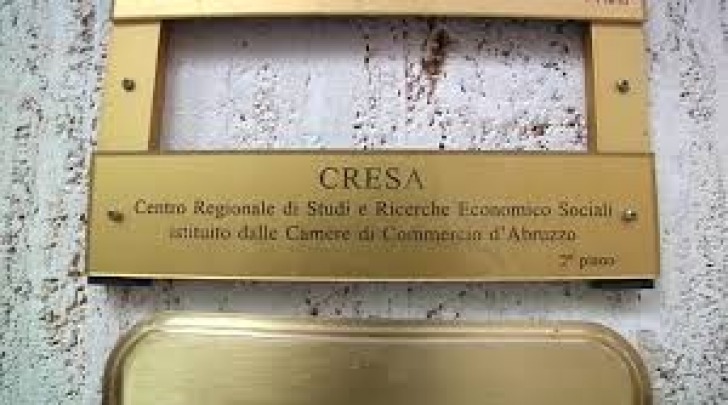 CRESA
Centro Regionale di Studi e Ricerche Economico Sociali
istituito dalle Camere di Commercio d'Abruzzo
2° piano